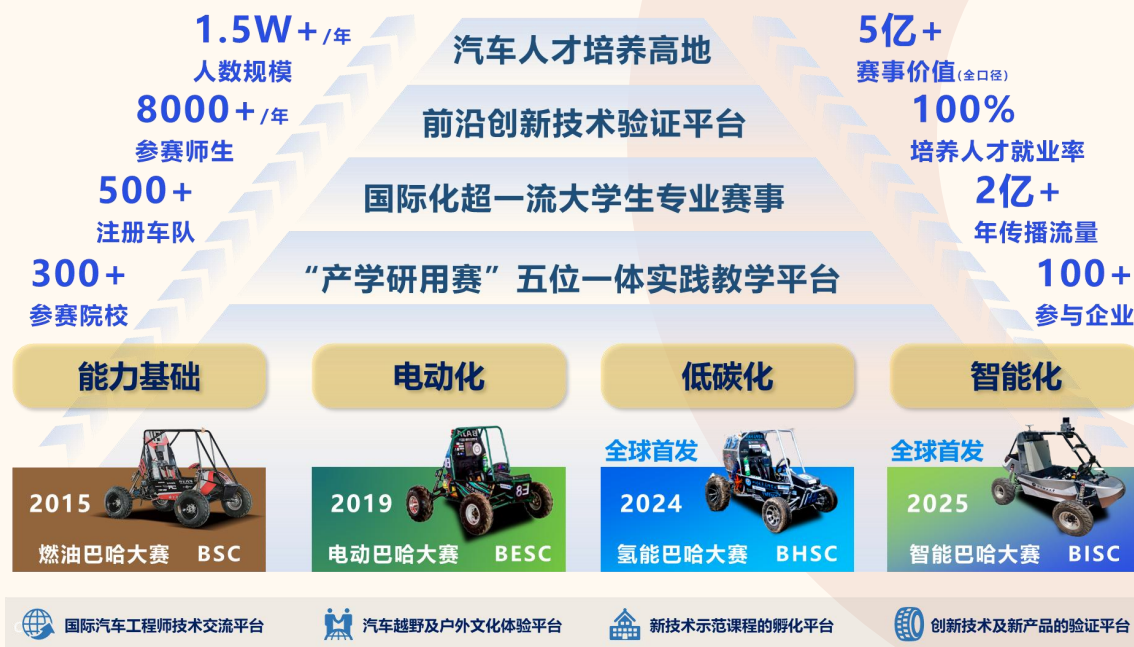 1.5W+/年
人数规模
8000+/年
参赛师生
500+
注册车队
300+
参赛院校
汽车人才培养高地
前沿创新技术验证平台
国际化超一流大学生专业赛事
“产学研用赛”五位一体实践教学平台
5亿+
赛事价值(全口径)
100%
培养人才就业率
2亿+
年传播流量
100+
参与企业
能力基础
电动化
低碳化
智能化
2015
燃油巴哈大赛 BSC
2019
83
电动巴哈大赛 BESC
全球首发
2024
氢能巴哈大赛 BHSC
全球首发
2025
智能巴哈大赛 BISC
国际汽车工程师技术交流平台
汽车越野及户外文化体验平台
新技术示范课程的孵化平台
创新技术及新产品的验证平台